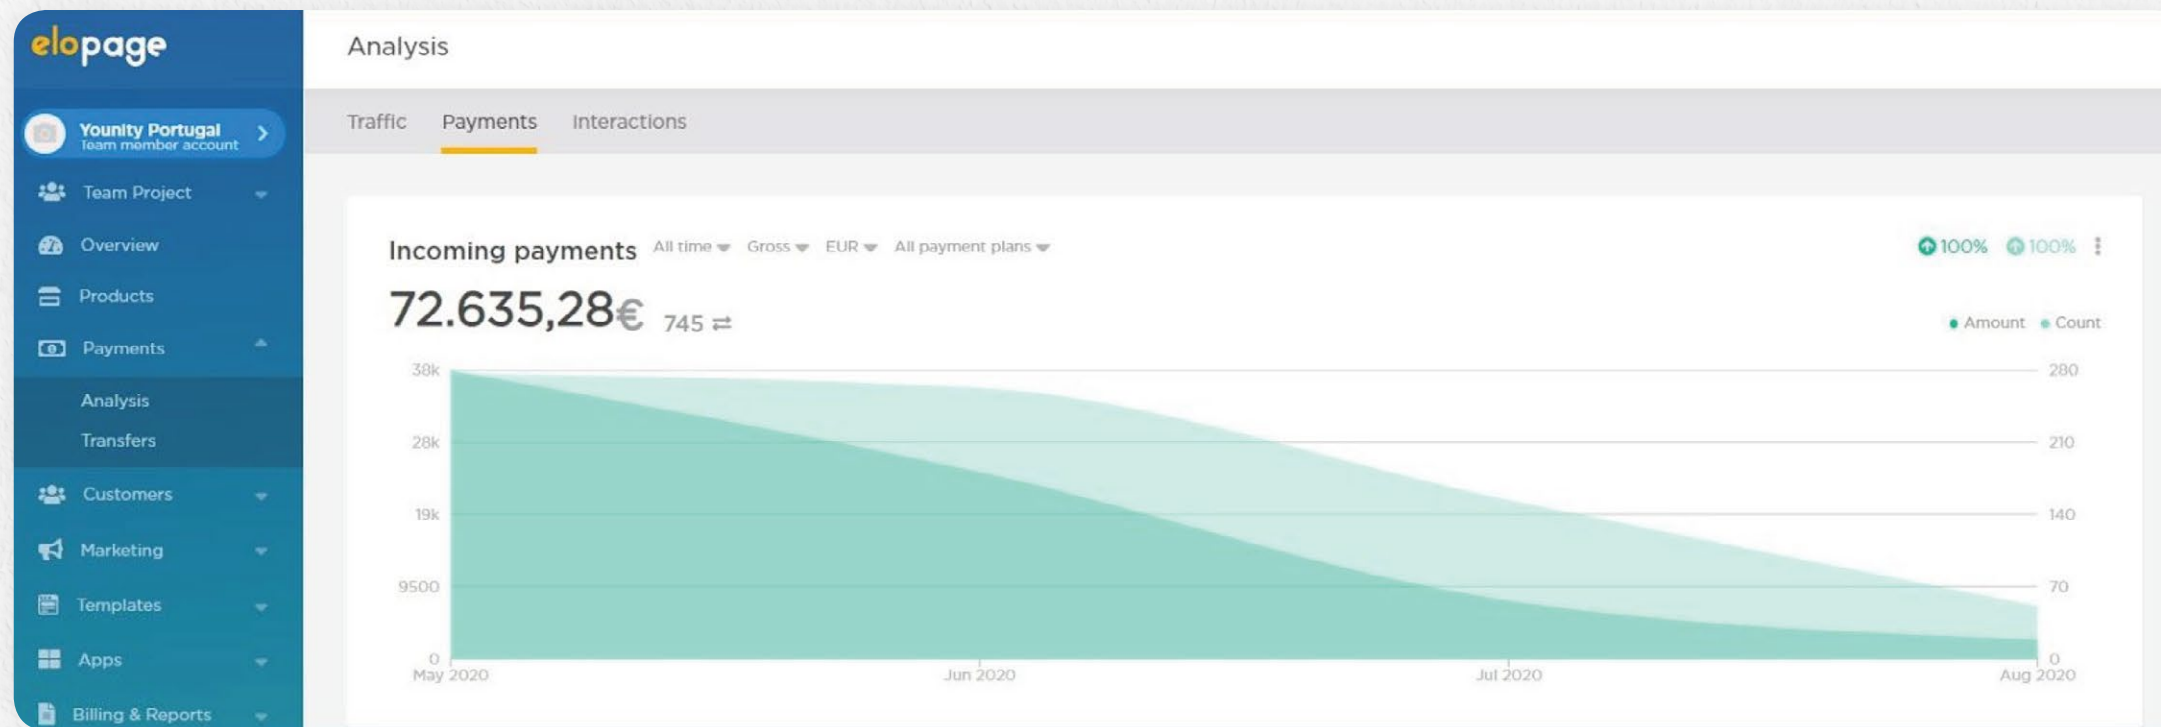 elopage
Analysis
Younity Portugal
Team member account
Traffic Payments Interactions
Team Project
Overview
Products
Payments
Analysis
Transfers
Customers
Marketing
Templates
Apps
Billing & Reports
Incoming payments All time Gross EUR All payment plans
100% 100%
72.635,28€ 745
Amount Count
38k 280
28k 210
19k 140
9500 70
0 0
May 2020 Jun 2020 Jul 2020 Aug 2020